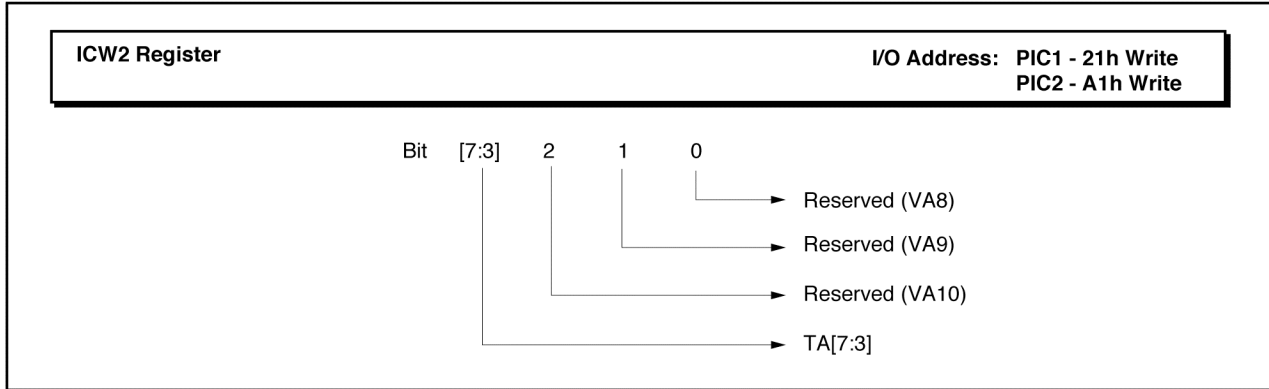 ICW2 Register
I/O Address: PIC1 - 21h Write
PIC2 - A1h Write
Bit [7:3] 2 1 0
Reserved (VA8)
Reserved (VA9)
Reserved (VA10)
TA[7:3]